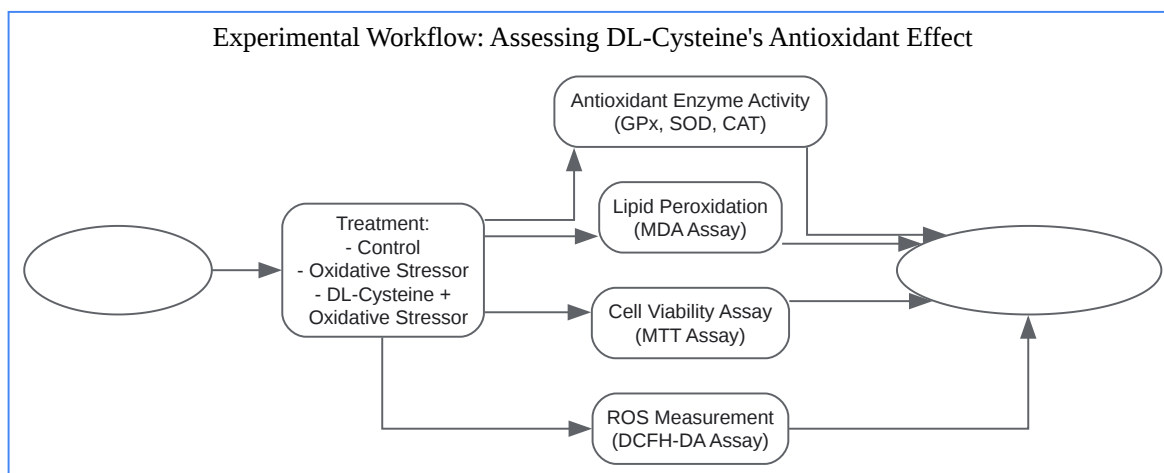 Experimental Workflow: Assessing DL-Cysteine's Antioxidant Effect
Antioxidant Enzyme Activity
(GPx, SOD, CAT)
Lipid Peroxidation
(MDA Assay)
Treatment:
- Control
- Oxidative Stressor
- DL-Cysteine +
Oxidative Stressor
Cell Viability Assay
(MTT Assay)
ROS Measurement
(DCFH-DA Assay)